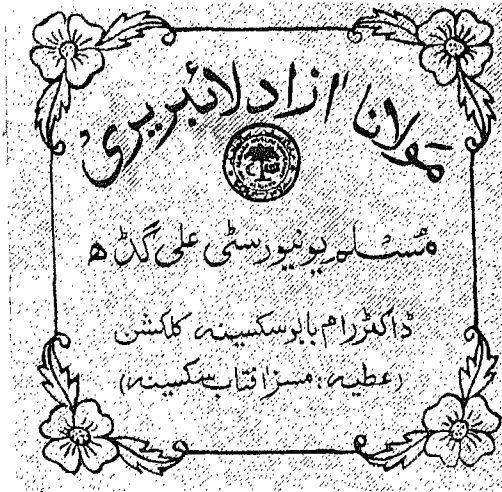 مولانا آزاد لائبریری
مسلم یونیورسٹی علی گڑھ
ڈاکٹر رام بابو سکسینہ کلکشن
(عطیہ: مسز آفتاب سکسینہ)